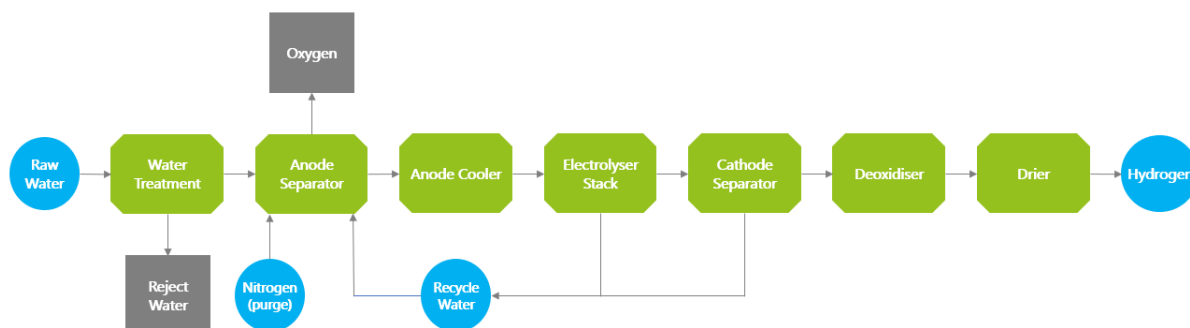 Oxygen
Raw
Water
Water
Treatment
Anode
Separator
Anode Cooler
Electrolyser
Stack
Cathode
Separator
Deoxidiser
Drier
Hydrogen
Reject
Water
Nitrogen
(purge)
Recycle
Water